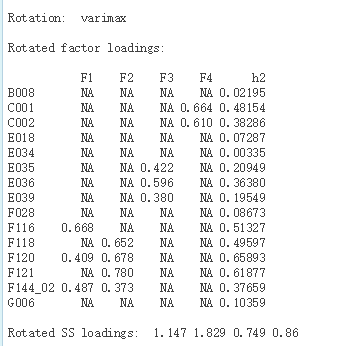 Rotation:  varimax
Rotated factor loadings:
F1 F2 F3 F4 h2
B008 NA NA NA NA 0.02195
C001 NA NA NA 0.664 0.48154
C002 NA NA NA 0.610 0.38286
E018 NA NA NA NA 0.07287
E034 NA NA NA NA 0.00335
E035 NA NA 0.422 NA 0.20949
E036 NA NA 0.596 NA 0.36380
E039 NA NA 0.380 NA 0.19549
F028 NA NA NA NA 0.08673
F116 0.668 NA NA NA 0.51327
F118 NA 0.652 NA NA 0.49597
F120 0.409 0.678 NA NA 0.65893
F121 NA 0.780 NA NA 0.61877
F144_02 0.487 0.373 NA NA 0.37659
G006 NA NA NA NA 0.10359
Rotated SS loadings:  1.147 1.829 0.749 0.86